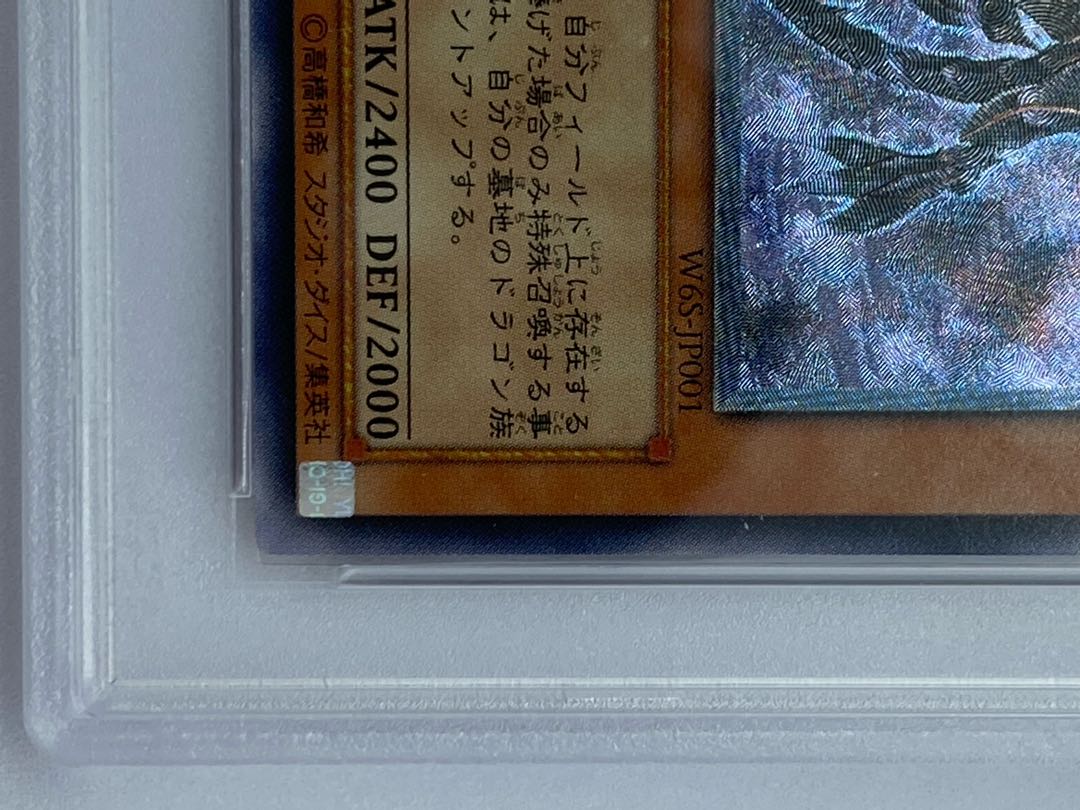 W6S-JP001
自分フィールド上に存在する
げた場合のみ特殊召喚する事
は、自分の墓地のドラゴン族
ントアップする。
ATK/2400 DEF/2000
©高橋和希 スタジオ・ダイス/集英社